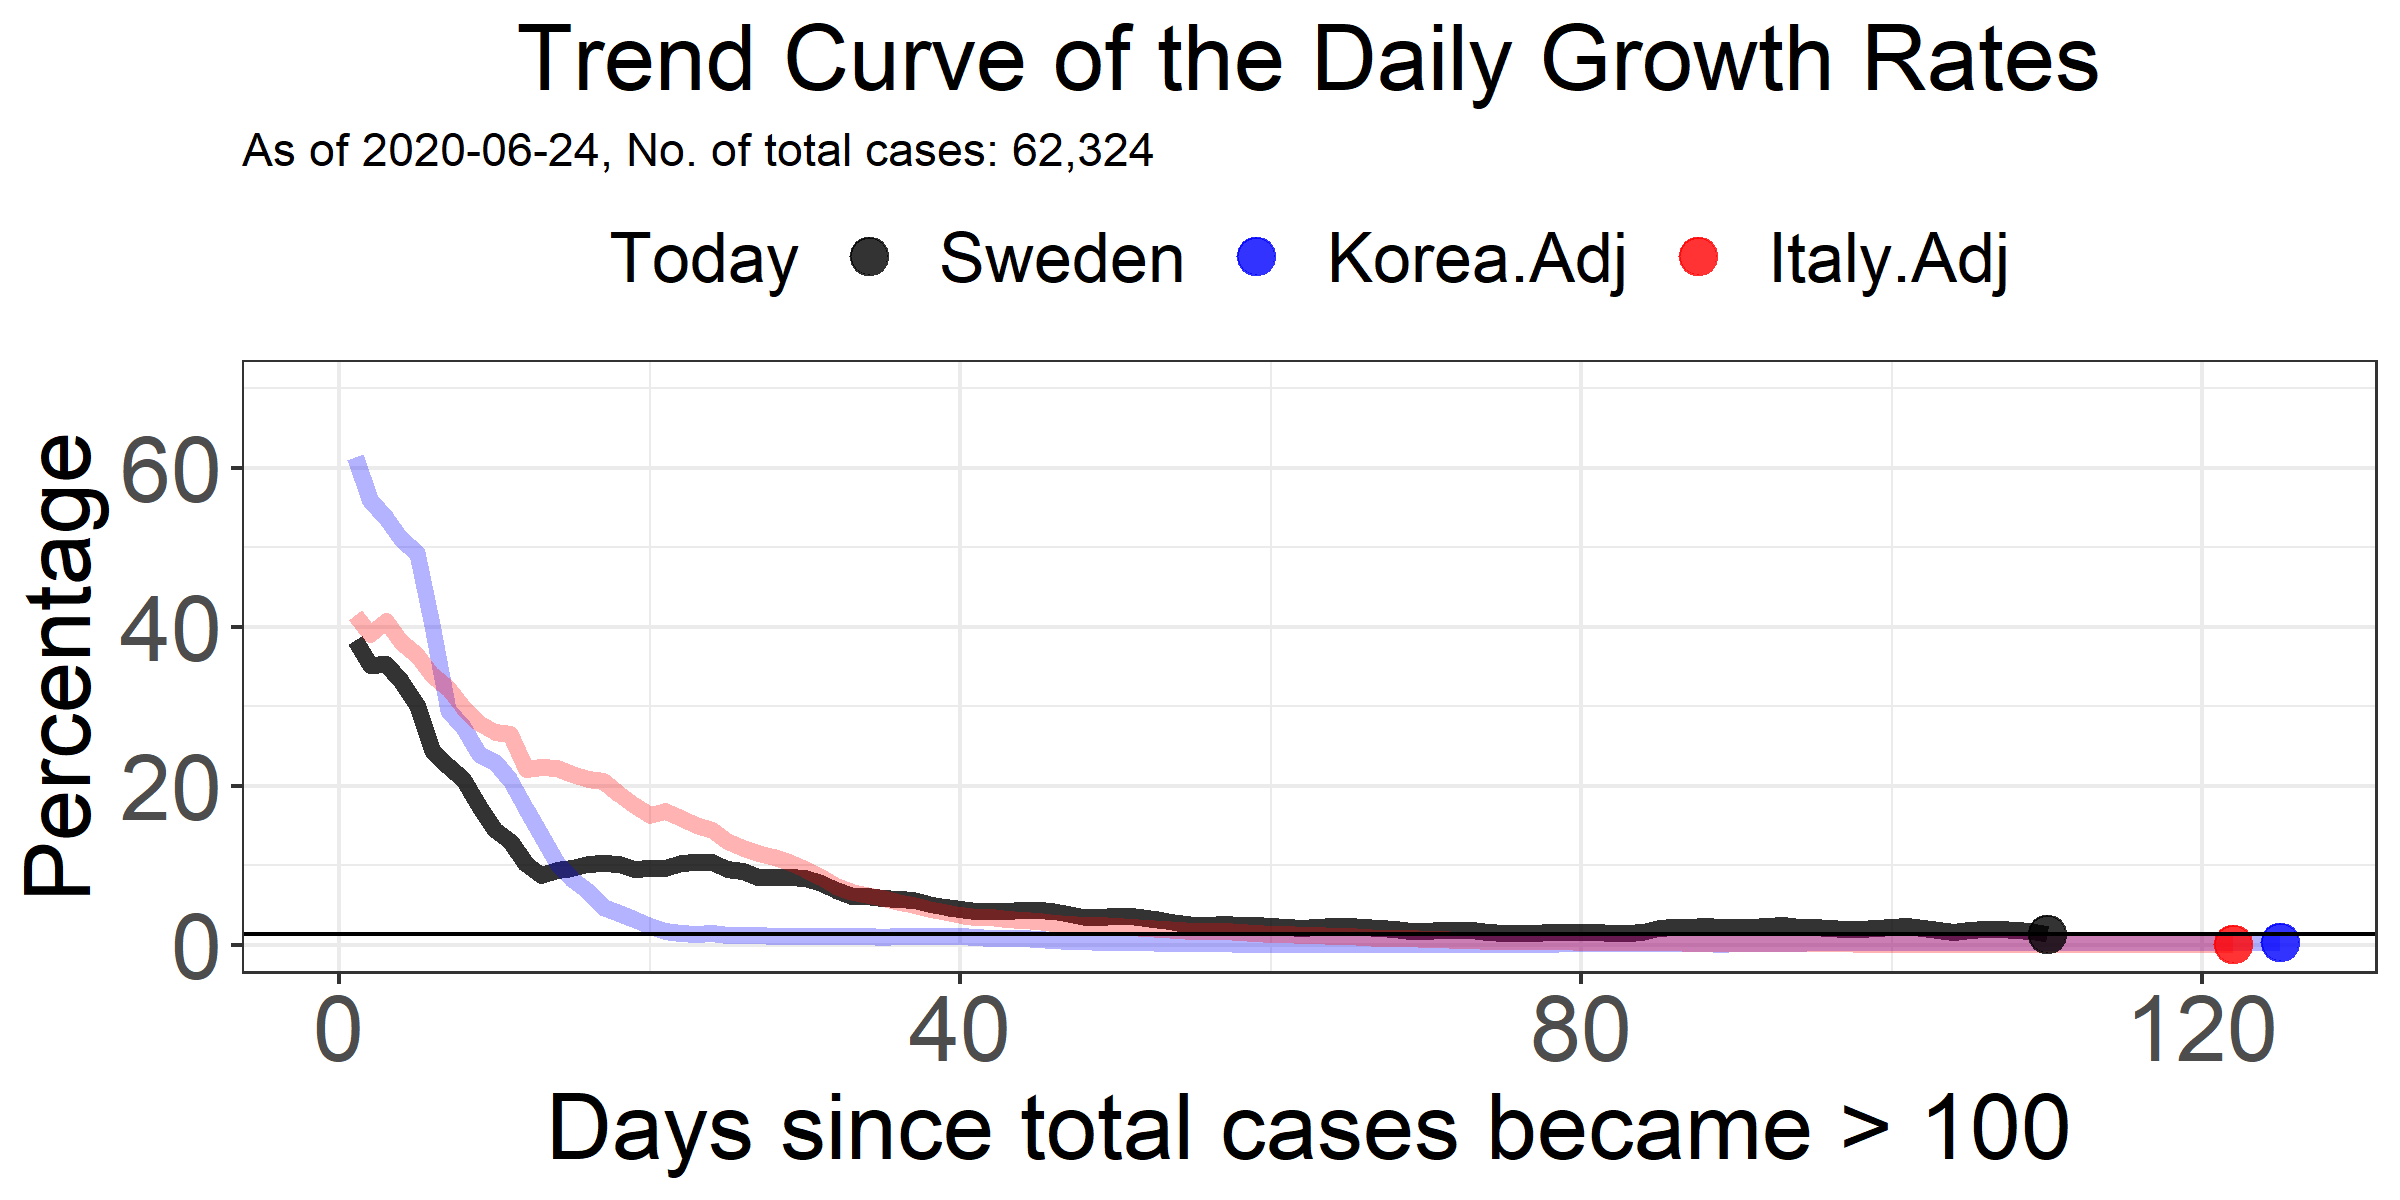 Trend Curve of the Daily Growth Rates
As of 2020-06-24, No. of total cases: 62,324
Today Sweden Korea.Adj Italy.Adj
Percentage
60
40
20
0
0 40 80 120
Days since total cases became > 100